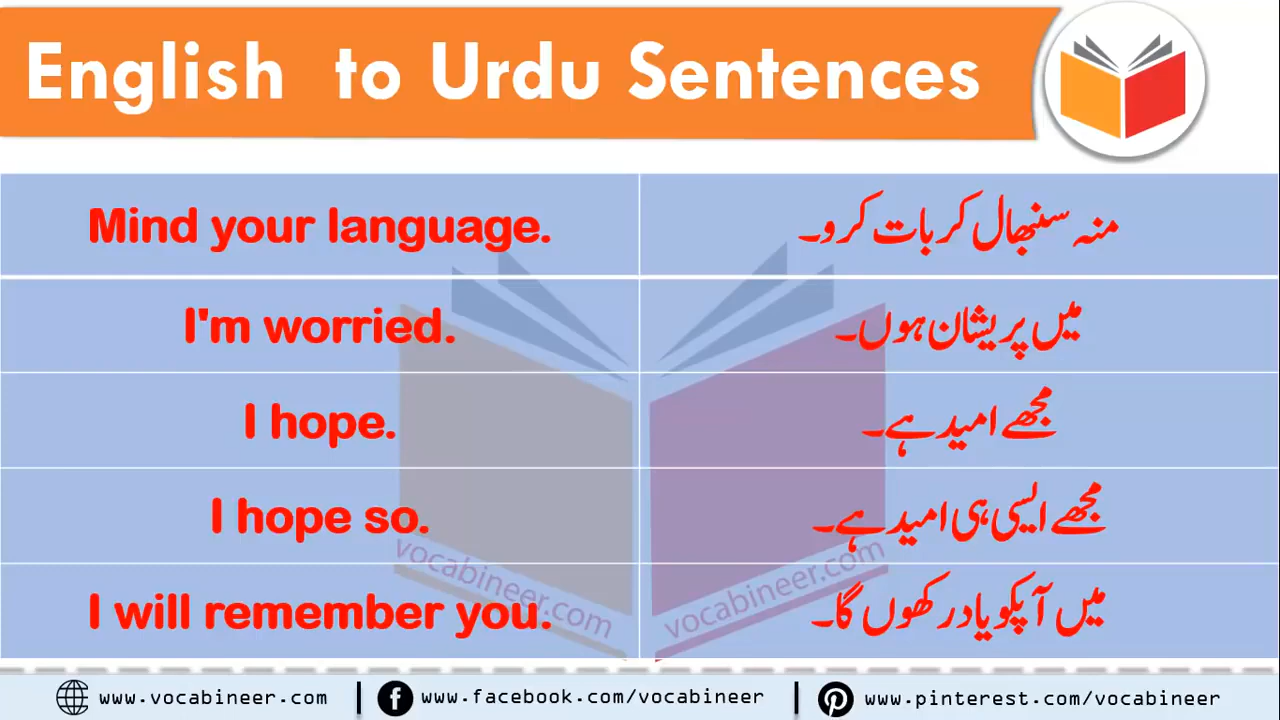 English to Urdu Sentences
Mind your language. منہ سنبھال کر بات کرو۔
I'm worried. میں پریشان ہوں۔
I hope. مجھے امید ہے۔
I hope so. مجھے ایسی ہی امید ہے۔
I will remember you. میں آپکو یاد رکھوں گا۔
vocabineer.com vocabineer.com
www.vocabineer.com | www.facebook.com/vocabineer | www.pinterest.com/vocabineer